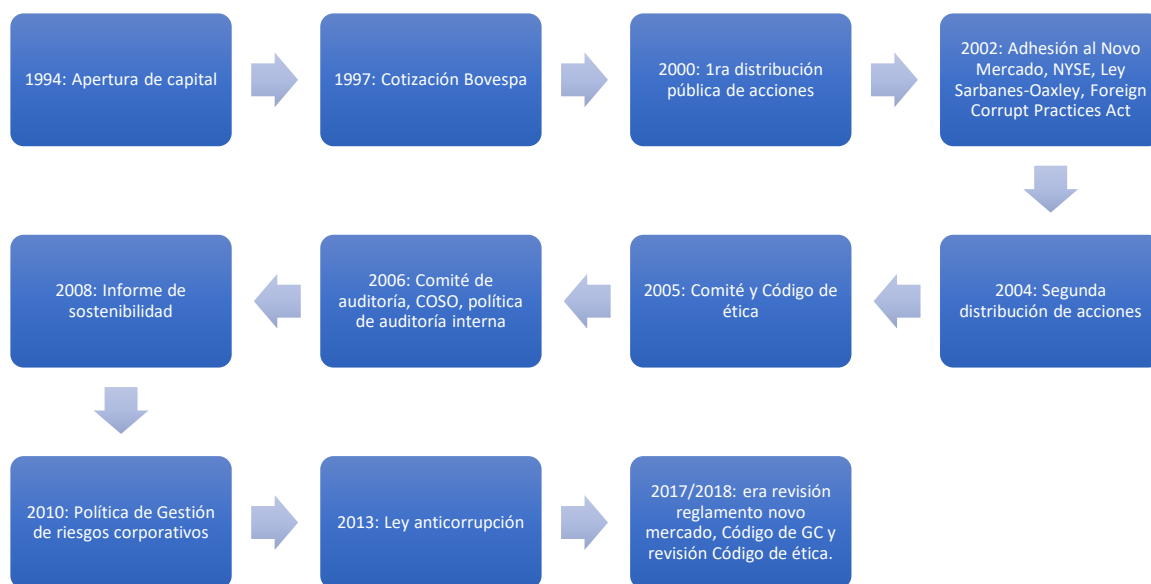 1994: Apertura de capital
1997: Cotización Bovespa
2000: 1ra distribución
pública de acciones
2002: Adhesión al Novo
Mercado, NYSE, Ley
Sarbanes-Oaxley, Foreign
Corrupt Practices Act
2004: Segunda
distribución de acciones
2005: Comité y Código de
ética
2006: Comité de
auditoría, COSO, política
de auditoría interna
2008: Informe de
sostenibilidad
2010: Política de Gestión
de riesgos corporativos
2013: Ley anticorrupción
2017/2018: era revisión
reglamento novo
mercado, Código de GC y
revisión Código de ética.